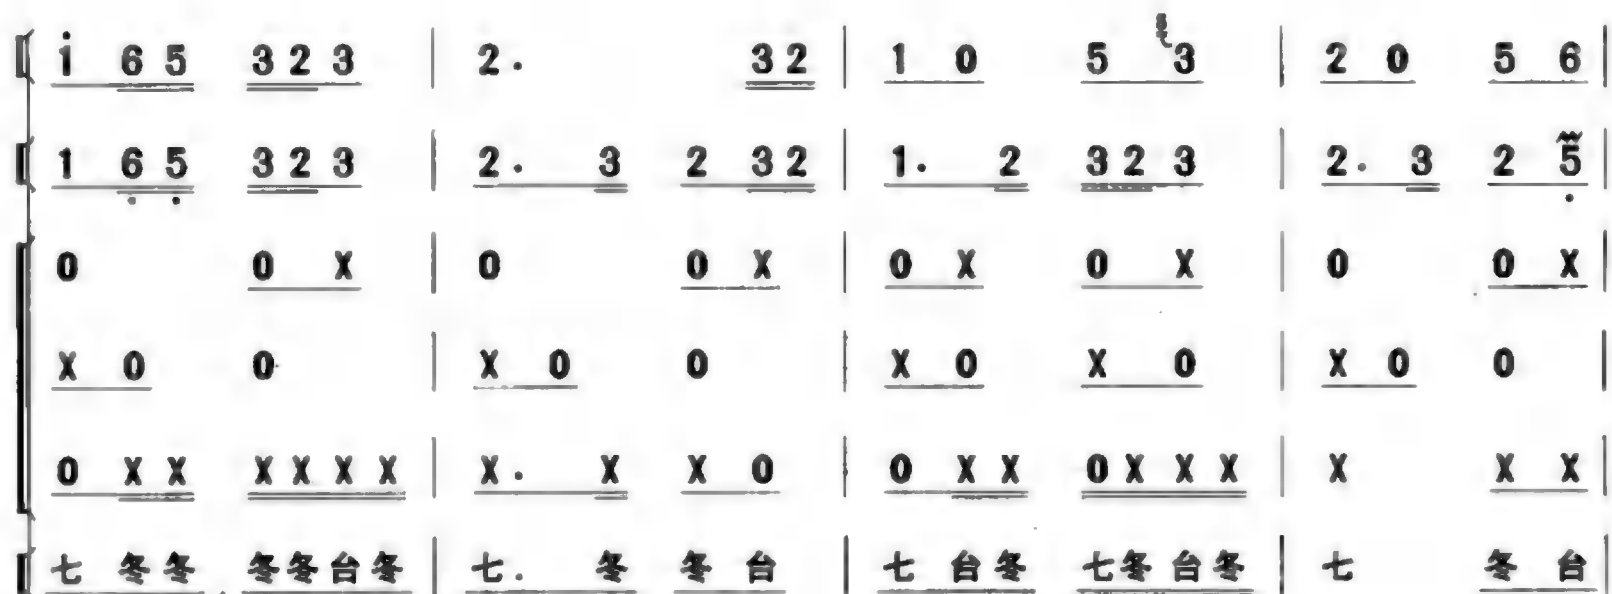 i 65 323 | 2. 32 | 1 0 5 3 | 2 0 5 6 |
1 65 323 | 2. 3 2 32 | 1. 2 323 | 2. 3 2 5 |
0 0 X | 0 0 X | 0 X 0 X | 0 0 X |
X 0 0 | X 0 0 | X 0 X 0 | X 0 0 |
0 XX XXXX | X. X X 0 | 0 XX 0XXX | X X X |
七 冬冬 冬冬台冬 | 七. 冬 冬 台 | 七 台冬 七冬台冬 | 七 冬 台 |